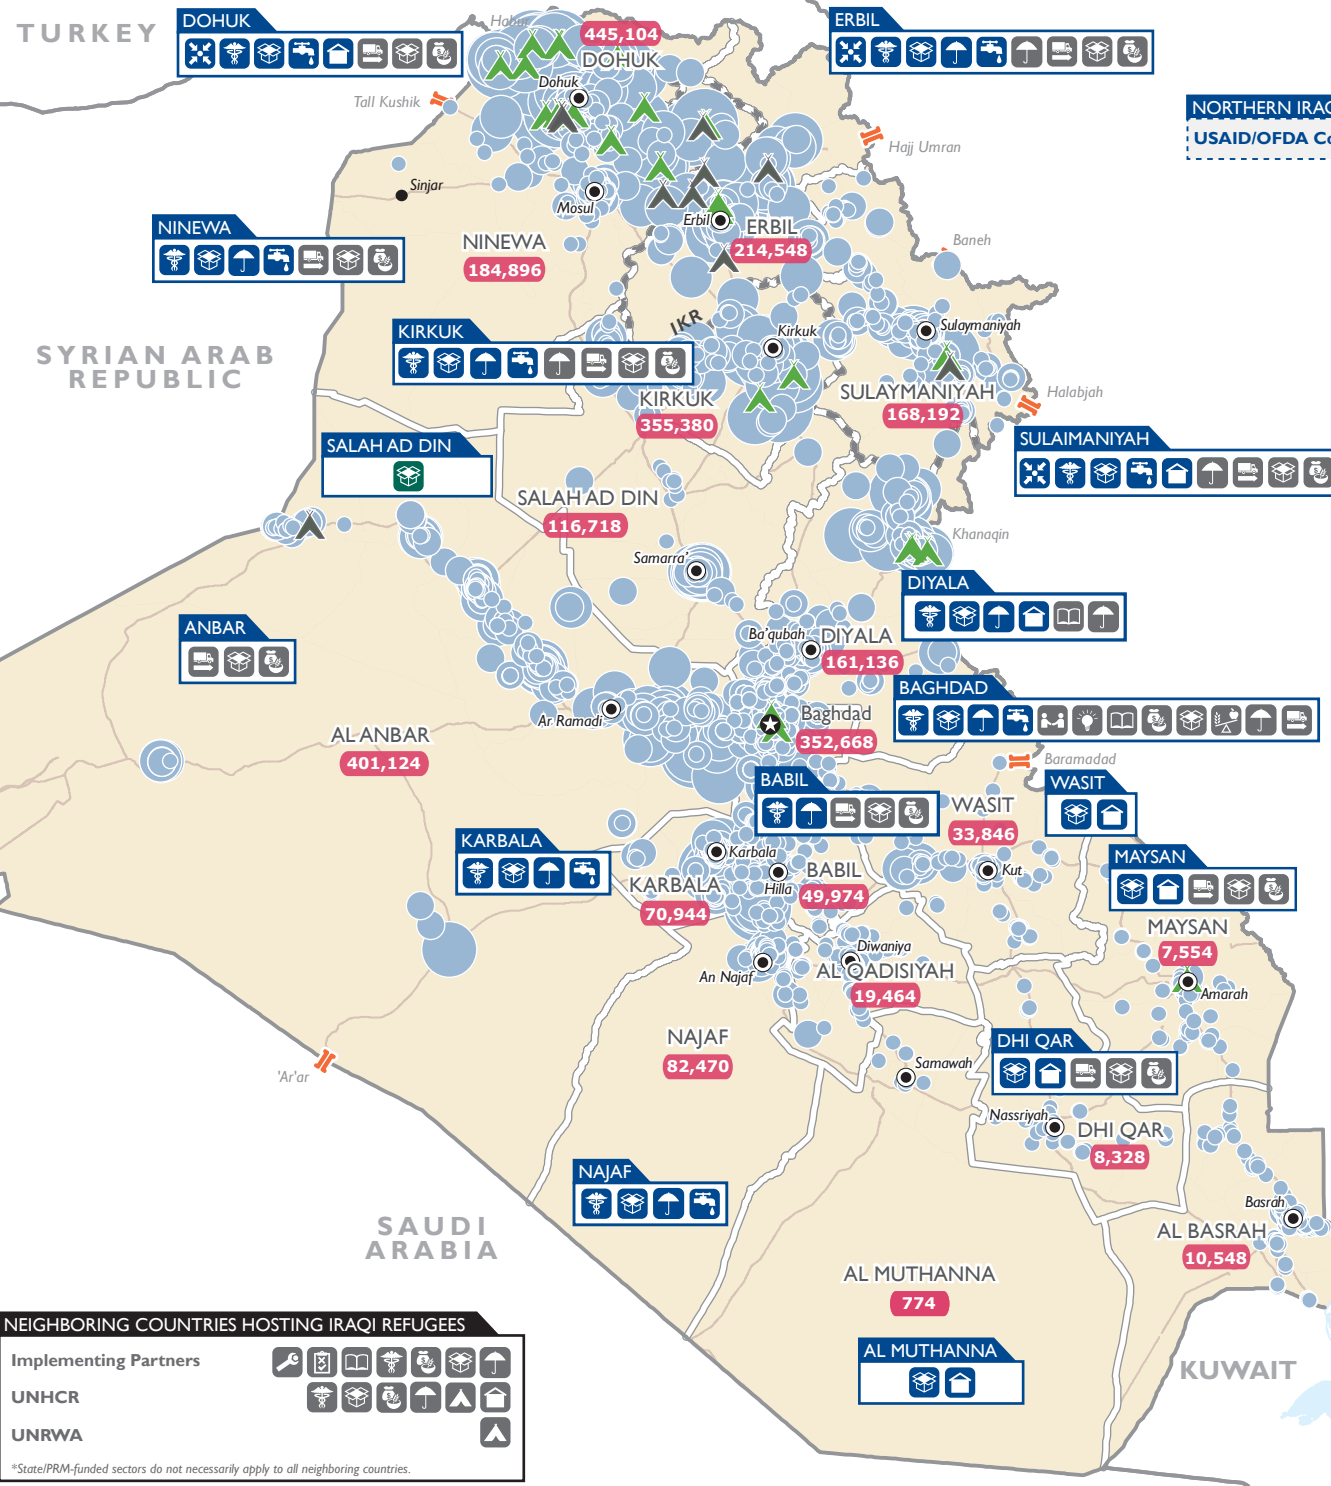 TURKEY
DOHUK
Habur
445,104
DOHUK
Dohuk
ERBIL
Tall Kushik
NORTHERN IRAQ
USAID/OFDA
Hajj Umran
Sinjar
Mosul
NINEWA
Erbil
ERBIL
214,548
NINEWA
184,896
Baneh
IKR
KIRKUK
Kirkuk
Sulaymaniyah
SYRIAN ARAB
REPUBLIC
KIRKUK
355,380
SULAYMANIYAH
168,192
Halabjah
SALAH AD DIN
SULAIMANIYAH
SALAH AD DIN
116,718
Khanaqin
Samarra'
DIYALA
ANBAR
Ba'qubah
DIYALA
161,136
BAGHDAD
Ar Ramadi
Baghdad
352,668
AL ANBAR
401,124
Baramadad
BABIL
WASIT
WASIT
33,846
KARBALA
Karbala
MAYSAN
KARBALA
70,944
Hilla
BABIL
49,974
Kut
MAYSAN
7,554
Diwaniya
An Najaf
AL QADISIYAH
19,464
Amarah
NAJAF
82,470
DHI QAR
'Ar'ar
Samawah
Nassriyah
DHI QAR
8,328
NAJAF
Basrah
SAUDI
ARABIA
AL BASRAH
10,548
AL MUTHANNA
774
NEIGHBORING COUNTRIES HOSTING IRAQI REFUGEES
AL MUTHANNA
KUWAIT
Implementing Partners
UNHCR
UNRWA
*State/PRM-funded sectors do not necessarily apply to all neighboring countries.